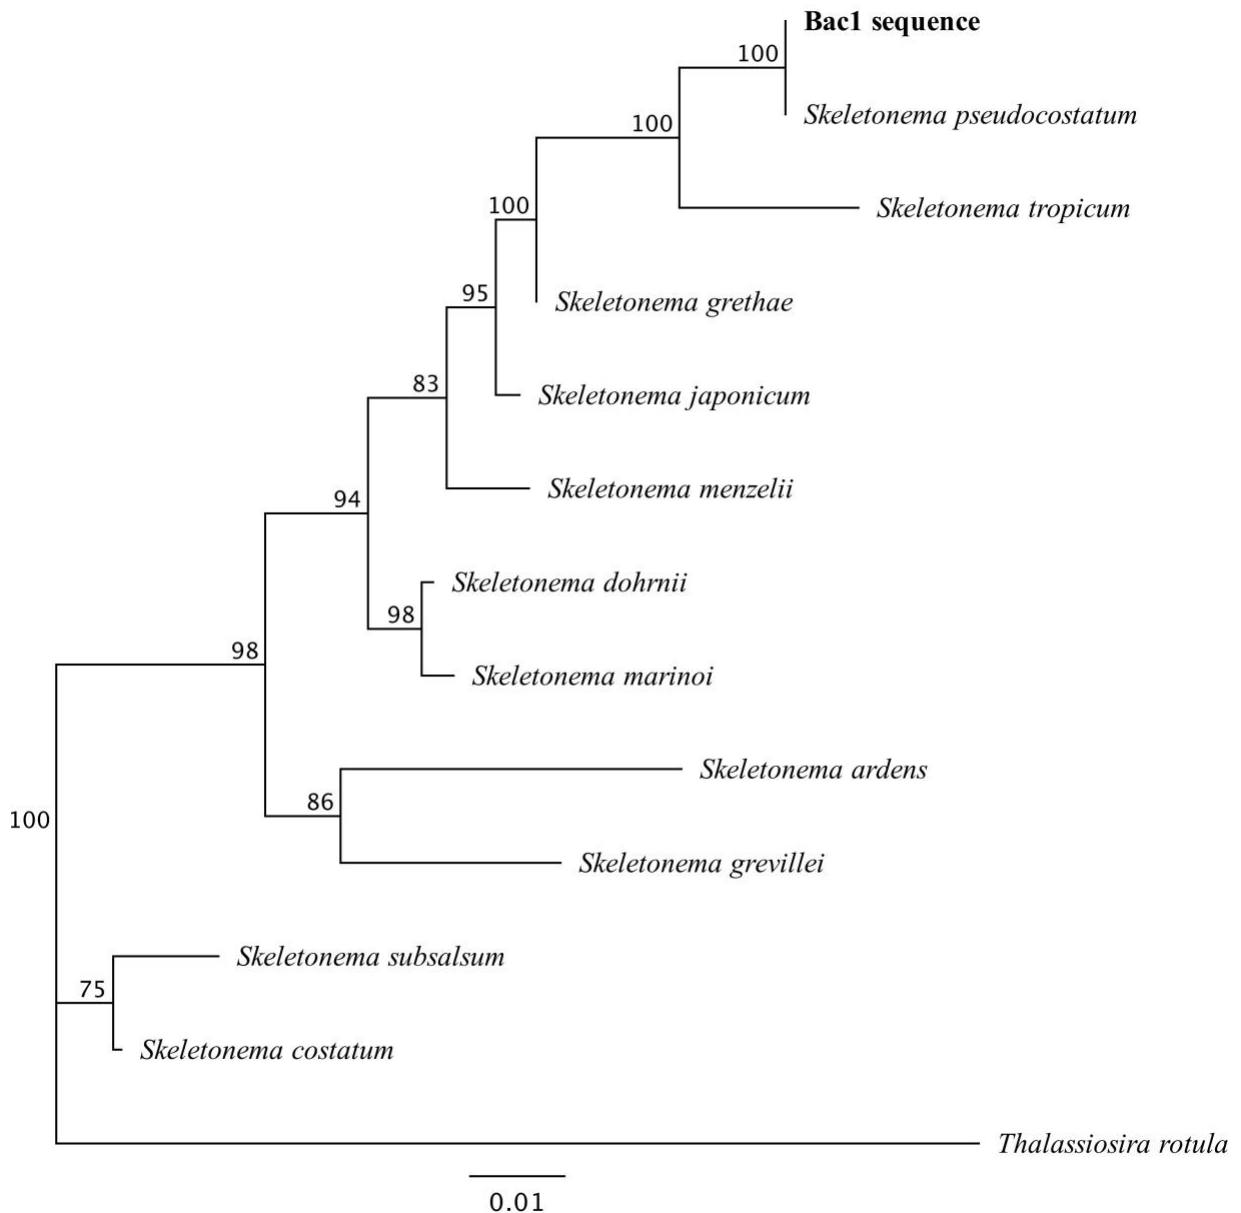 Bac1 sequence
100
Skeletonema pseudocostatum
100
Skeletonema tropicum
100
Skeletonema grethae
95
Skeletonema japonicum
83
Skeletonema menzelii
94
Skeletonema dohrnii
98
Skeletonema marinoi
98
Skeletonema ardens
86
100
Skeletonema grevillei
Skeletonema subsalsum
75
Skeletonema costatum
Thalassiosira rotula
0.01